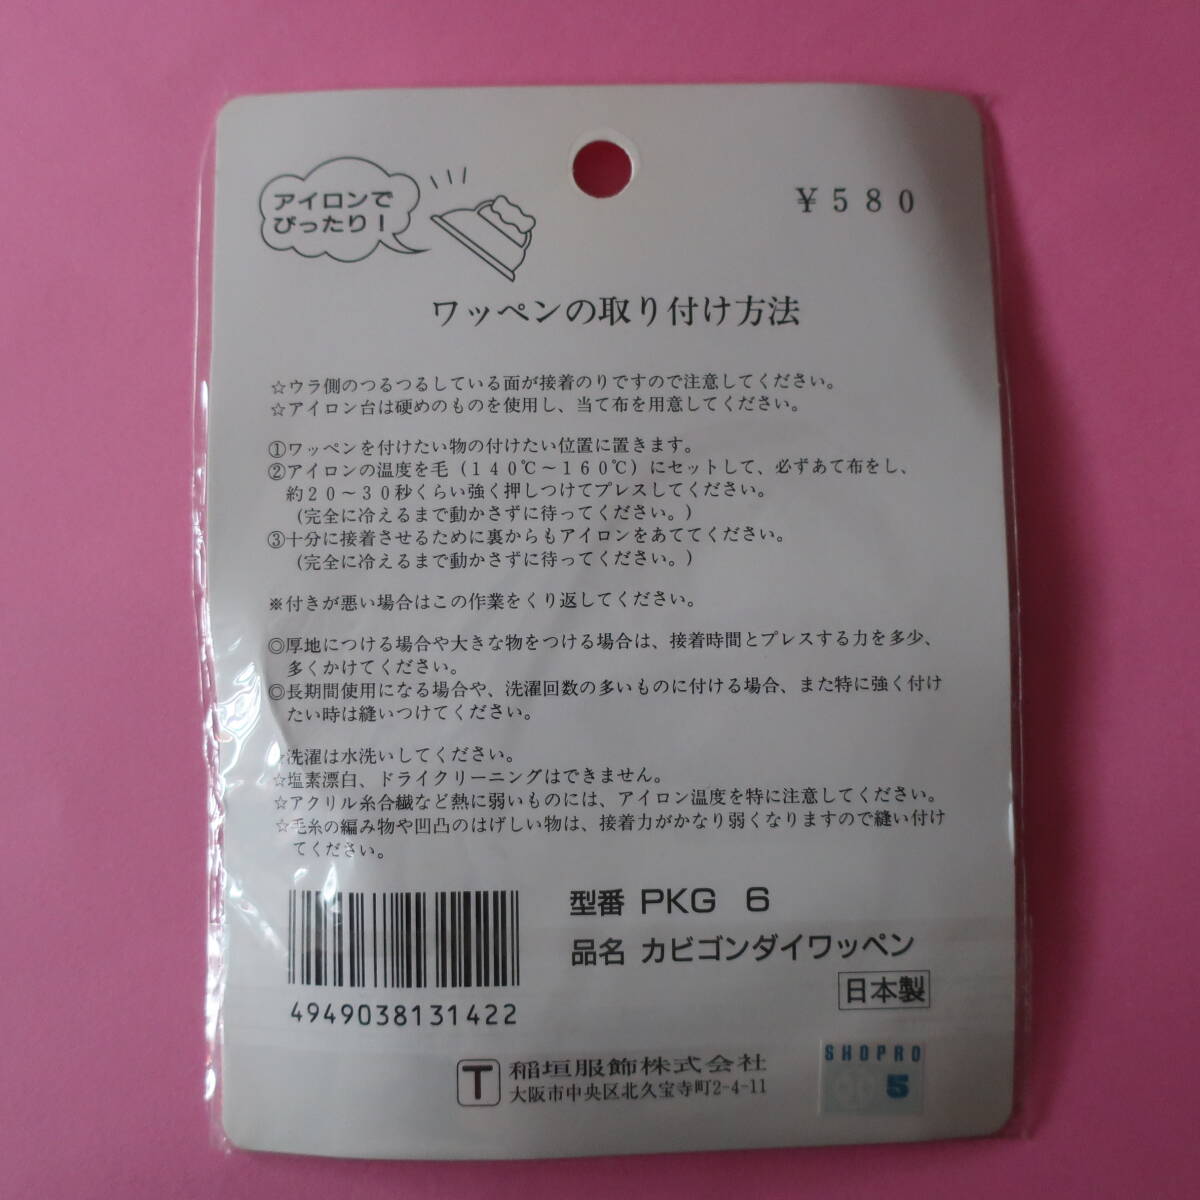 アイロンで
ぴったり！
￥580
ワッペンの取り付け方法
☆ウラ側のつるつるしている面が接着のりですので注意してください。
☆アイロン台は硬めのものを使用し、当て布を用意してください。
①ワッペンを付けたい物の付けたい位置に置きます。
②アイロンの温度を毛(140℃～160℃)にセットして、必ずあて布をし、
約20～30秒くらい強く押しつけてプレスしてください。
(完全に冷えるまで動かさずに待ってください。)
③十分に接着させるために裏からもアイロンをあててください。
(完全に冷えるまで動かさずに待ってください。)
※付きが悪い場合はこの作業をくり返してください。
◎厚地につける場合や大きな物をつける場合は、接着時間とプレスする力を多少、
多くかけてください。
◎長期間使用になる場合や、洗濯回数の多いものに付ける場合、また特に強く付け
たい時は縫いつけてください。
☆洗濯は水洗いしてください。
☆塩素漂白、ドライクリーニングはできません。
☆アクリル糸合繊など熱に弱いものには、アイロン温度を特に注意してください。
☆毛糸の編み物や凹凸のはげしい物は、接着力がかなり弱くなりますので縫い付け
てください。
型番 PKG 6
品名 カビゴンダイワッペン
日本製
4949038131422
T 稲垣服飾株式会社
大阪市中央区北久宝寺町2-4-11
SHOPRO
5